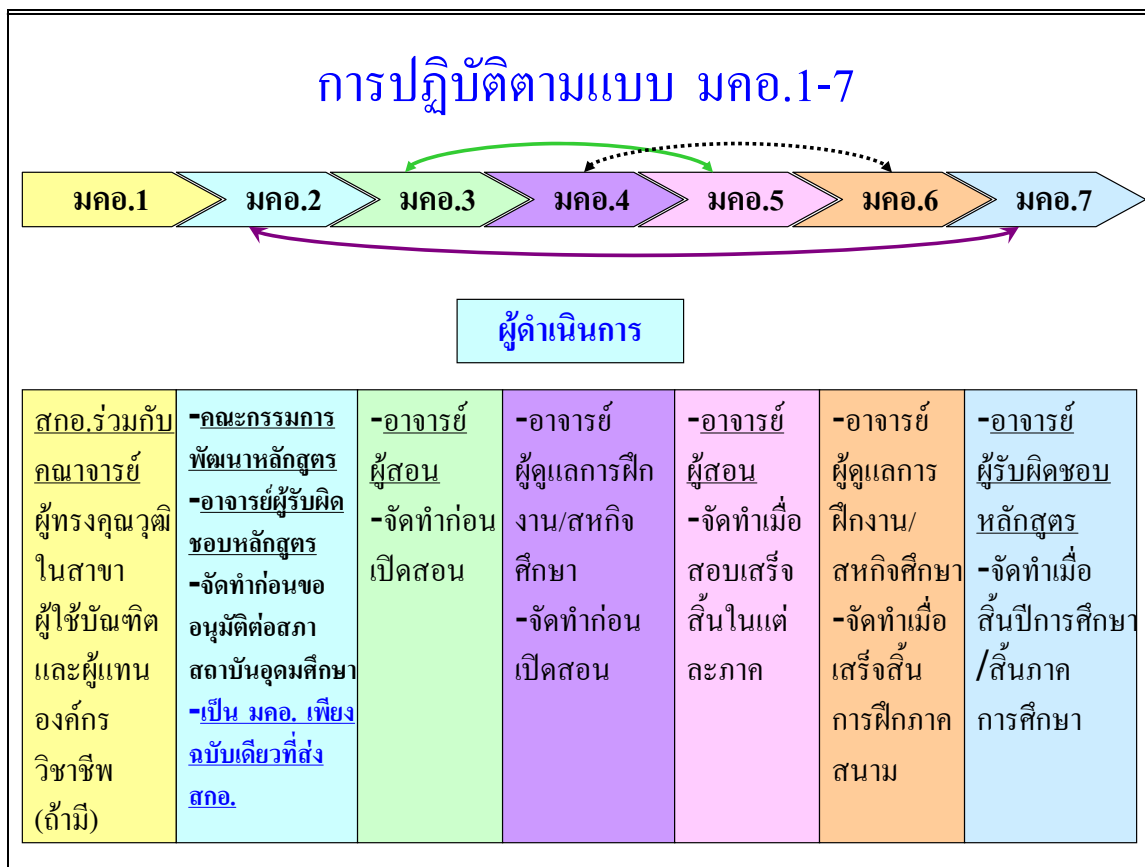 การปฏิบัติตามแบบ มคอ.1-7
มคอ.1
มคอ.2
มคอ.3
มคอ.4
มคอ.5
มคอ.6
มคอ.7
ผู้ดำเนินการ
สกอ.ร่วมกับ
คณาจารย์
ผู้ทรงคุณวุฒิ
ในสาขา
ผู้ใช้บัณฑิต
และผู้แทน
องค์กร
วิชาชีพ
(ถ้ามี)
-คณะกรรมการ
พัฒนาหลักสูตร
-อาจารย์ผู้รับผิด
ชอบหลักสูตร
-จัดทำก่อนขอ
อนุมัติต่อสภา
สถาบันอุดมศึกษา
-เป็น มคอ. เพียง
ฉบับเดียวที่ส่ง
สกอ.
-อาจารย์
ผู้สอน
-จัดทำก่อน
เปิดสอน
-อาจารย์
ผู้ดูแลการฝึก
งาน/สหกิจ
ศึกษา
-จัดทำก่อน
เปิดสอน
-อาจารย์
ผู้สอน
-จัดทำเมื่อ
สอบเสร็จ
สิ้นในแต่
ละภาค
-อาจารย์
ผู้ดูแลการ
ฝึกงาน/
สหกิจศึกษา
-จัดทำเมื่อ
เสร็จสิ้น
การฝึกภาค
สนาม
-อาจารย์
ผู้รับผิดชอบ
หลักสูตร
-จัดทำเมื่อ
สิ้นปีการศึกษา
/สิ้นภาค
การศึกษา